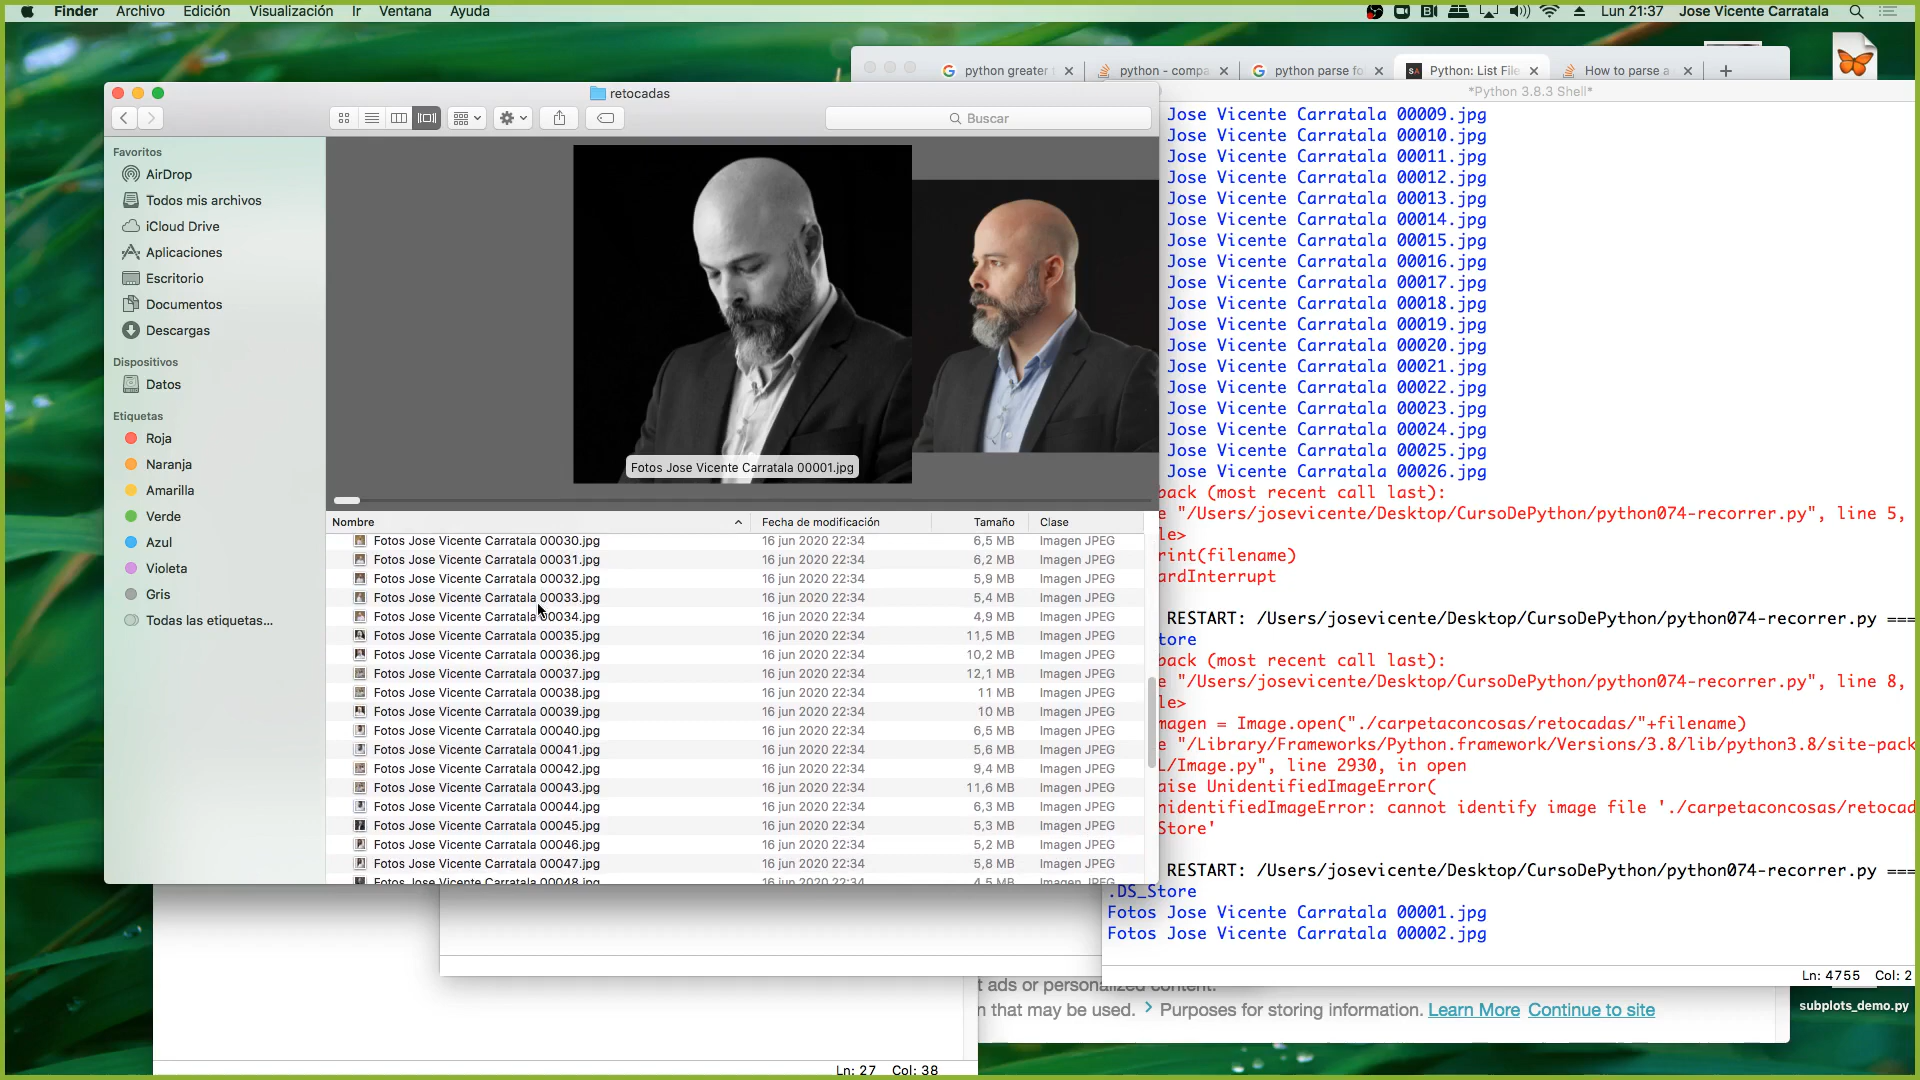 Finder Archivo Edición Visualización Ir Ventana Ayuda
Lun 21:37 Jose Vicente Carratala
python greater
python - compa
python parse fo
Python: List File
How to parse a
*Python 3.8.3 Shell*
retocadas
Buscar
Favoritos
AirDrop
Todos mis archivos
iCloud Drive
Aplicaciones
Escritorio
Documentos
Descargas
Dispositivos
Datos
Etiquetas
Roja
Naranja
Amarilla
Verde
Azul
Violeta
Gris
Todas las etiquetas...
Fotos Jose Vicente Carratala 00001.jpg
Nombre Fecha de modificación Tamaño Clase
Fotos Jose Vicente Carratala 00030.jpg 16 jun 2020 22:34 6,5 MB Imagen JPEG
Fotos Jose Vicente Carratala 00031.jpg 16 jun 2020 22:34 6,2 MB Imagen JPEG
Fotos Jose Vicente Carratala 00032.jpg 16 jun 2020 22:34 5,9 MB Imagen JPEG
Fotos Jose Vicente Carratala 00033.jpg 16 jun 2020 22:34 5,4 MB Imagen JPEG
Fotos Jose Vicente Carratala 00034.jpg 16 jun 2020 22:34 4,9 MB Imagen JPEG
Fotos Jose Vicente Carratala 00035.jpg 16 jun 2020 22:34 11,5 MB Imagen JPEG
Fotos Jose Vicente Carratala 00036.jpg 16 jun 2020 22:34 10,2 MB Imagen JPEG
Fotos Jose Vicente Carratala 00037.jpg 16 jun 2020 22:34 12,1 MB Imagen JPEG
Fotos Jose Vicente Carratala 00038.jpg 16 jun 2020 22:34 11 MB Imagen JPEG
Fotos Jose Vicente Carratala 00039.jpg 16 jun 2020 22:34 10 MB Imagen JPEG
Fotos Jose Vicente Carratala 00040.jpg 16 jun 2020 22:34 6,5 MB Imagen JPEG
Fotos Jose Vicente Carratala 00041.jpg 16 jun 2020 22:34 5,6 MB Imagen JPEG
Fotos Jose Vicente Carratala 00042.jpg 16 jun 2020 22:34 9,4 MB Imagen JPEG
Fotos Jose Vicente Carratala 00043.jpg 16 jun 2020 22:34 11,6 MB Imagen JPEG
Fotos Jose Vicente Carratala 00044.jpg 16 jun 2020 22:34 6,3 MB Imagen JPEG
Fotos Jose Vicente Carratala 00045.jpg 16 jun 2020 22:34 5,3 MB Imagen JPEG
Fotos Jose Vicente Carratala 00046.jpg 16 jun 2020 22:34 5,2 MB Imagen JPEG
Fotos Jose Vicente Carratala 00047.jpg 16 jun 2020 22:34 5,8 MB Imagen JPEG
Fotos Jose Vicente Carratala 00048.jpg 16 jun 2020 22:34 4,5 MB Imagen JPEG
Jose Vicente Carratala 00009.jpg
Jose Vicente Carratala 00010.jpg
Jose Vicente Carratala 00011.jpg
Jose Vicente Carratala 00012.jpg
Jose Vicente Carratala 00013.jpg
Jose Vicente Carratala 00014.jpg
Jose Vicente Carratala 00015.jpg
Jose Vicente Carratala 00016.jpg
Jose Vicente Carratala 00017.jpg
Jose Vicente Carratala 00018.jpg
Jose Vicente Carratala 00019.jpg
Jose Vicente Carratala 00020.jpg
Jose Vicente Carratala 00021.jpg
Jose Vicente Carratala 00022.jpg
Jose Vicente Carratala 00023.jpg
Jose Vicente Carratala 00024.jpg
Jose Vicente Carratala 00025.jpg
Jose Vicente Carratala 00026.jpg
back (most recent call last):
e "/Users/josevicente/Desktop/CursoDePython/python074-recorrer.py", line 5,
le>
rint(filename)
ardInterrupt
RESTART: /Users/josevicente/Desktop/CursoDePython/python074-recorrer.py ===
tore
back (most recent call last):
e "/Users/josevicente/Desktop/CursoDePython/python074-recorrer.py", line 8,
le>
magen = Image.open("./carpetaconcosas/retocadas/"+filename)
e "/Library/Frameworks/Python.framework/Versions/3.8/lib/python3.8/site-pack
L/Image.py", line 2930, in open
aise UnidentifiedImageError(
nidentifiedImageError: cannot identify image file './carpetaconcosas/retocad
Store'
RESTART: /Users/josevicente/Desktop/CursoDePython/python074-recorrer.py ===
.DS_Store
Fotos Jose Vicente Carratala 00001.jpg
Fotos Jose Vicente Carratala 00002.jpg
Ln: 4755 Col: 2
t ads or personalized content.
n that may be used. Purposes for storing information. Learn More Continue to site
subplots_demo.py
Ln: 27 Col: 38